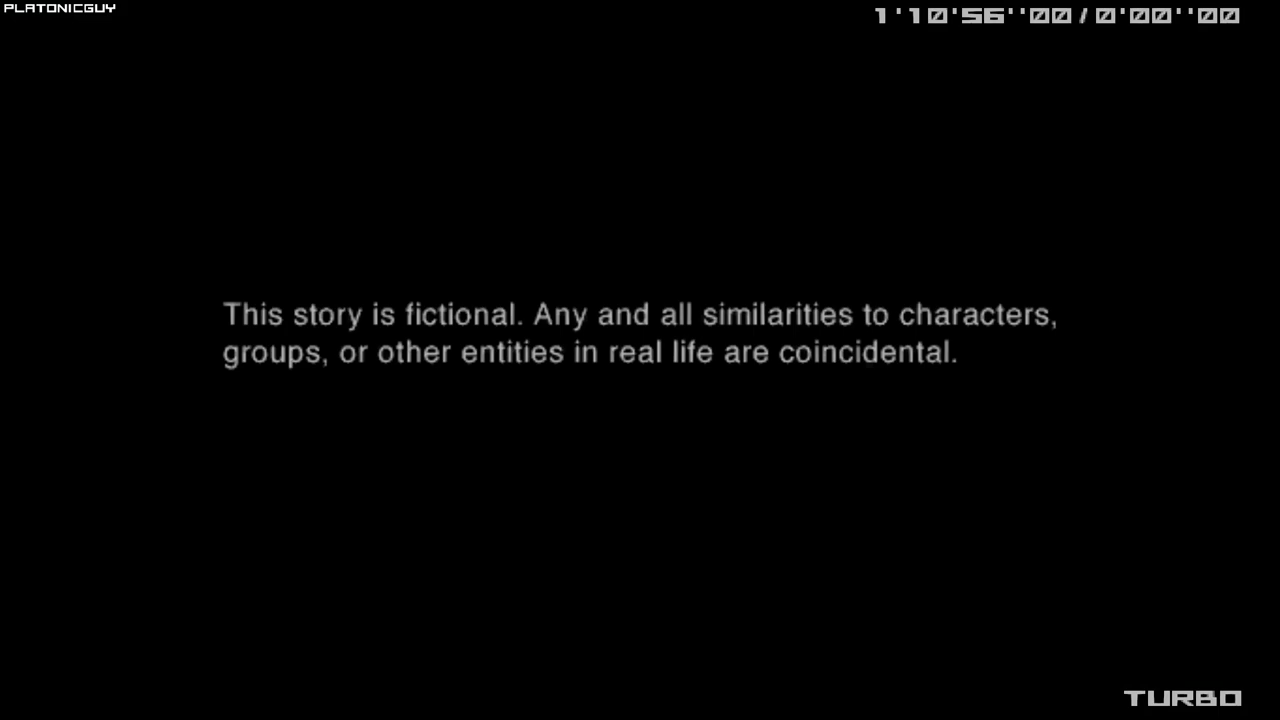 PLATONICGUY
1'10'56''00/0'00''00
This story is fictional. Any and all similarities to characters,
groups, or other entities in real life are coincidental.
TURBO